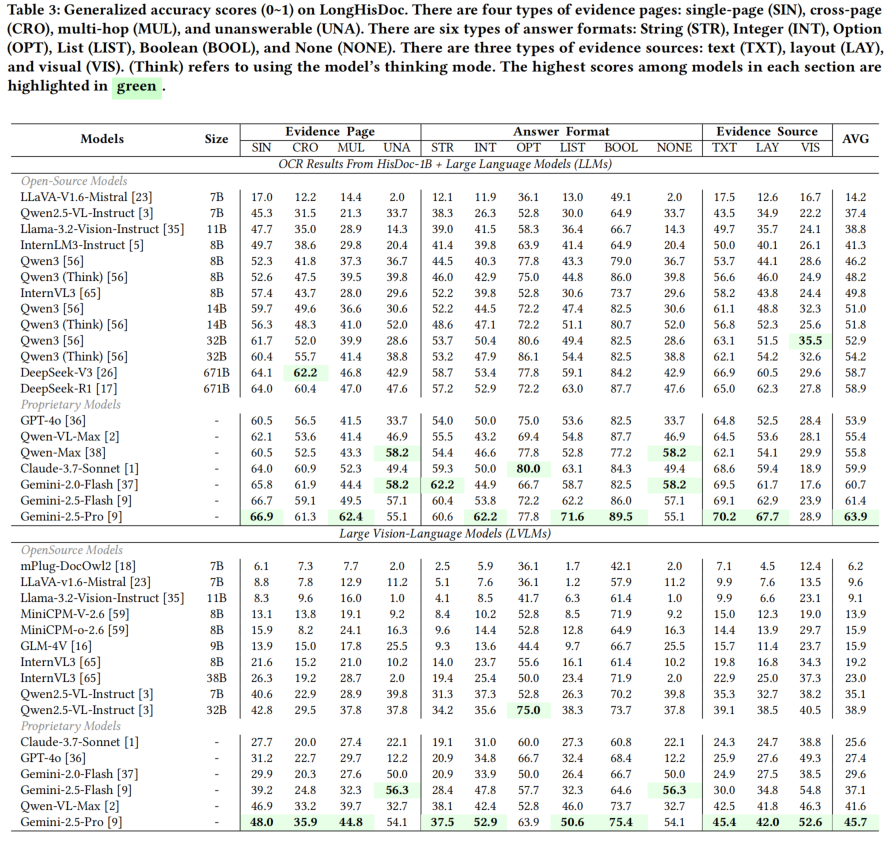 Table 3: Generalized accuracy scores (0~1) on LongHisDoc. There are four types of evidence pages: single-page (SIN), cross-page
(CRO), multi-hop (MUL), and unanswerable (UNA). There are six types of answer formats: String (STR), Integer (INT), Option
(OPT), List (LIST), Boolean (BOOL), and None (NONE). There are three types of evidence sources: text (TXT), layout (LAY),
and visual (VIS). (Think) refers to using the model's thinking mode. The highest scores among models in each section are
highlighted in green .
Models Size Evidence Page Answer Format Evidence Source AVG
SIN CRO MUL UNA STR INT OPT LIST BOOL NONE TXT LAY VIS
OCR Results From HisDoc-1B + Large Language Models (LLMs)
Open-Source Models
LLaVA-V1.6-Mistral [23] 7B 17.0 12.2 14.4 2.0 12.1 11.9 36.1 13.0 49.1 2.0 17.5 12.6 16.7 14.2
Qwen2.5-VL-Instruct [3] 7B 45.3 31.5 21.3 33.7 38.3 26.3 52.8 30.0 64.9 33.7 43.5 34.9 22.2 37.4
Llama-3.2-Vision-Instruct [35] 11B 47.7 35.0 28.9 14.3 39.0 41.5 58.3 36.4 66.7 14.3 49.7 35.7 24.1 38.8
InternLM3-Instruct [5] 8B 49.7 38.6 29.8 20.4 41.4 39.8 63.9 41.4 64.9 20.4 50.0 40.1 26.1 41.3
Qwen3 [56] 8B 52.3 41.8 37.3 36.7 44.5 40.3 77.8 43.3 79.0 36.7 53.7 44.1 28.6 46.2
Qwen3 (Think) [56] 8B 52.6 47.5 39.5 39.8 46.0 42.9 75.0 44.8 86.0 39.8 56.6 46.0 24.9 48.2
InternVL3 [65] 8B 57.4 43.7 28.0 29.6 52.2 39.8 52.8 30.6 73.7 29.6 58.2 43.8 24.4 49.8
Qwen3 [56] 14B 59.7 49.6 36.6 30.6 52.2 44.5 72.2 47.4 82.5 30.6 61.1 48.8 32.3 51.0
Qwen3 (Think) [56] 14B 56.3 48.3 41.0 52.0 48.6 47.1 72.2 51.1 80.7 52.0 56.8 52.3 25.6 51.8
Qwen3 [56] 32B 61.7 52.0 39.9 28.6 53.7 50.4 80.6 49.4 82.5 28.6 63.1 51.5 35.5 52.9
Qwen3 (Think) [56] 32B 60.4 55.7 41.4 38.8 53.2 47.9 86.1 54.4 82.5 38.8 62.1 54.2 32.6 54.2
DeepSeek-V3 [26] 671B 64.1 62.2 46.8 42.9 58.7 53.4 77.8 59.1 84.2 42.9 66.9 60.5 29.6 58.7
DeepSeek-R1 [17] 671B 64.0 60.4 47.0 47.6 57.2 52.9 72.2 63.0 87.7 47.6 65.0 62.3 27.8 58.9
Proprietary Models
GPT-4o [36] - 60.5 56.5 41.5 33.7 54.0 50.0 75.0 53.6 82.5 33.7 64.8 52.5 28.4 53.9
Qwen-VL-Max [2] - 62.1 53.6 41.4 46.9 55.5 43.2 69.4 54.8 87.7 46.9 64.5 53.6 28.1 55.4
Qwen-Max [38] - 60.5 52.5 43.3 58.2 54.4 46.6 77.8 52.8 77.2 58.2 62.1 54.1 29.9 55.8
Claude-3.7-Sonnet [1] - 64.0 60.9 52.3 49.4 59.3 50.0 80.0 63.1 84.3 49.4 68.6 59.4 18.9 59.9
Gemini-2.0-Flash [37] - 65.8 61.9 44.4 58.2 62.2 44.9 66.7 58.7 82.5 58.2 69.5 61.7 17.6 60.7
Gemini-2.5-Flash [9] - 66.7 59.1 49.5 57.1 60.4 53.8 72.2 62.2 86.0 57.1 69.1 62.9 23.9 61.4
Gemini-2.5-Pro [9] - 66.9 61.3 62.4 55.1 60.6 62.2 77.8 71.6 89.5 55.1 70.2 67.7 28.9 63.9
Large Vision-Language Models (LVLMs)
OpenSource Models
mPlug-DocOwl2 [18] 7B 6.1 7.3 7.7 2.0 2.5 5.9 36.1 1.7 42.1 2.0 7.1 4.5 12.4 6.2
LLaVA-v1.6-Mistral [23] 7B 8.8 7.8 12.9 11.2 5.1 7.6 36.1 1.2 57.9 11.2 9.9 7.6 13.5 9.6
Llama-3.2-Vision-Instruct [35] 11B 8.3 9.6 16.0 1.0 4.1 8.5 41.7 6.3 61.4 1.0 9.9 6.6 23.1 9.1
MiniCPM-V-2.6 [59] 8B 13.1 13.8 19.1 9.2 8.4 10.2 52.8 8.5 71.9 9.2 15.0 12.3 19.0 13.9
MiniCPM-o-2.6 [59] 8B 15.9 8.2 24.1 16.3 9.6 14.4 52.8 12.8 64.9 16.3 14.4 13.9 29.7 15.9
GLM-4V [16] 9B 13.9 15.0 17.8 25.5 9.3 13.6 44.4 9.7 66.7 25.5 15.7 11.4 23.7 15.9
InternVL3 [65] 8B 21.6 15.2 21.0 10.2 14.0 23.7 55.6 16.1 61.4 10.2 19.8 16.8 34.3 19.2
InternVL3 [65] 38B 26.3 19.2 28.7 2.0 19.4 25.4 50.0 23.4 71.9 2.0 22.9 25.0 37.3 23.0
Qwen2.5-VL-Instruct [3] 7B 40.6 22.9 28.9 39.8 31.3 37.3 52.8 26.3 70.2 39.8 35.3 32.7 38.2 35.1
Qwen2.5-VL-Instruct [3] 32B 42.8 29.5 37.8 37.8 34.2 35.6 75.0 38.3 73.7 37.8 39.1 38.5 40.5 38.9
Proprietary Models
Claude-3.7-Sonnet [1] - 27.7 20.0 27.4 22.1 19.1 31.0 60.0 27.3 60.8 22.1 24.3 24.7 38.8 25.6
GPT-4o [36] - 31.2 22.7 29.7 12.2 20.9 34.8 66.7 32.4 68.4 12.2 25.9 27.6 49.3 27.4
Gemini-2.0-Flash [37] - 29.9 20.3 27.6 50.0 20.9 33.9 50.0 26.4 66.7 50.0 24.9 27.5 38.5 29.6
Gemini-2.5-Flash [9] - 39.2 24.8 32.3 56.3 28.4 47.8 57.7 32.3 64.6 56.3 30.0 34.8 54.8 37.1
Qwen-VL-Max [2] - 46.9 33.2 39.7 32.7 38.1 42.4 52.8 46.0 73.7 32.7 42.5 41.8 46.3 41.6
Gemini-2.5-Pro [9] - 48.0 35.9 44.8 54.1 37.5 52.9 63.9 50.6 75.4 54.1 45.4 42.0 52.6 45.7